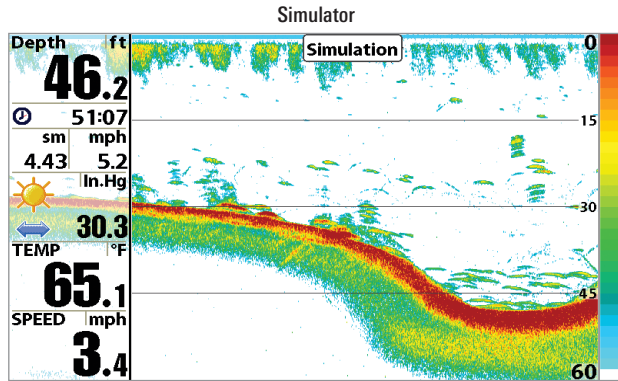 Simulator
Depth ft
46.2
51:07
sm mph
4.43 5.2
In.Hg
30.3
TEMP °F
65.1
SPEED mph
3.4
Simulation
0
15
30
45
60